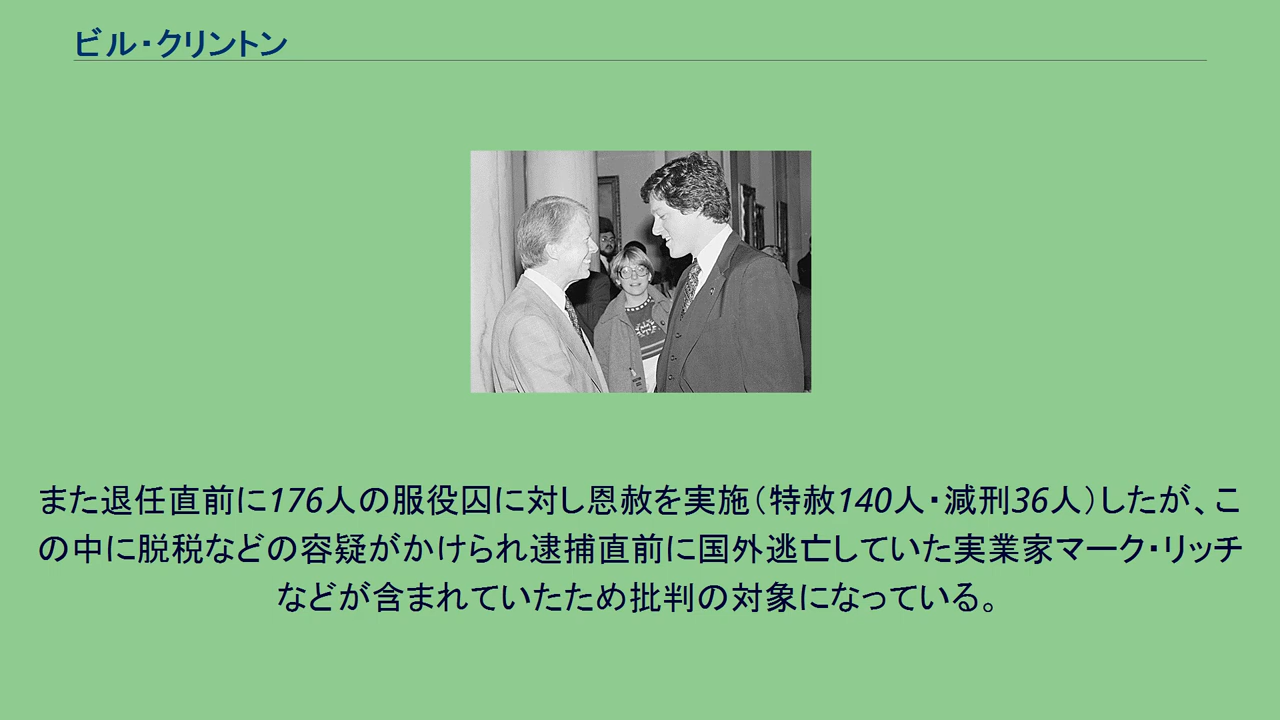 ビル・クリントン
また退任直前に176人の服役囚に対し恩赦を実施（特赦140人・減刑36人）したが、こ
の中に脱税などの容疑がかけられ逮捕直前に国外逃亡していた実業家マーク・リッチ
などが含まれていたため批判の対象になっている。